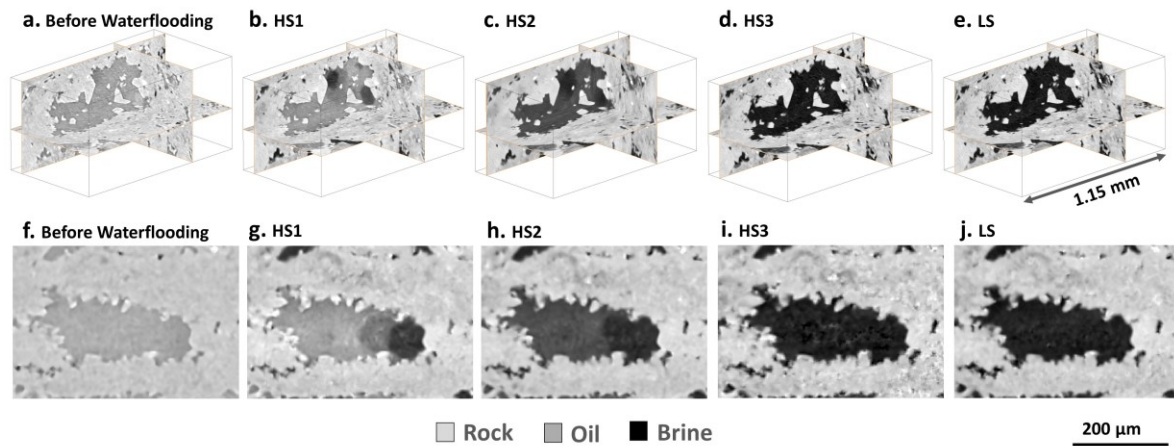 a. Before Waterflooding
b. HS1
c. HS2
d. HS3
e. LS
1.15 mm
f. Before Waterflooding
g. HS1
h. HS2
i. HS3
j. LS
Rock
Oil
Brine
200 µm